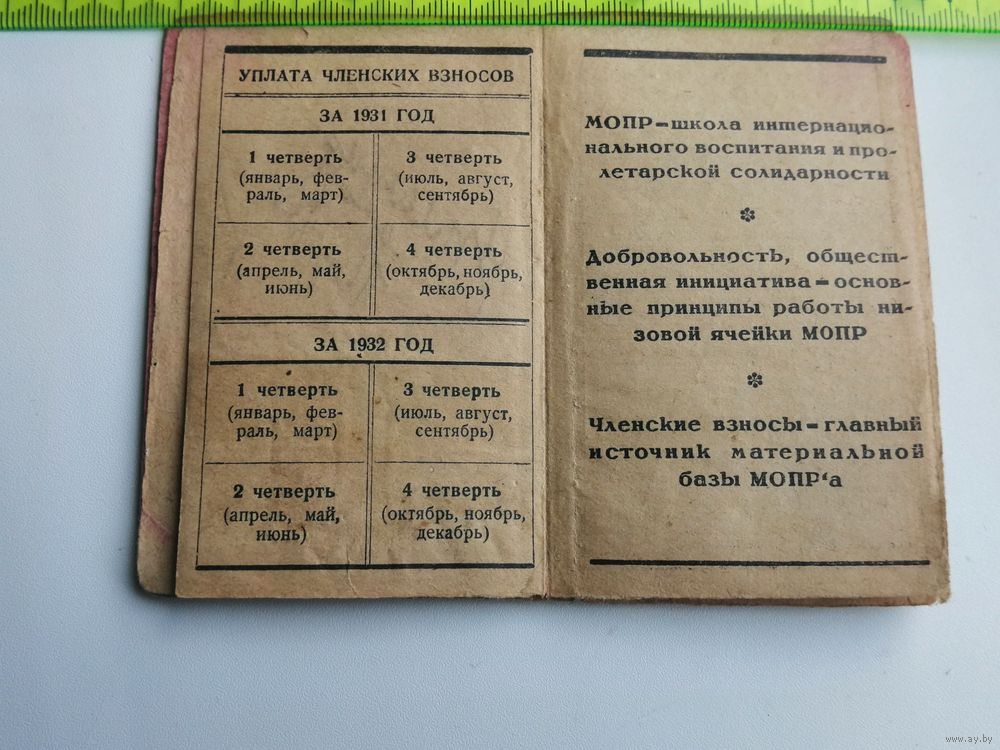 УПЛАТА ЧЛЕНСКИХ ВЗНОСОВ
ЗА 1931 ГОД
1 четверть
(январь, фев-
раль, март)
3 четверть
(июль, август,
сентябрь)
2 четверть
(апрель, май,
июнь)
4 четверть
(октябрь, ноябрь,
декабрь)
ЗА 1932 ГОД
1 четверть
(январь, фев-
раль, март)
3 четверть
(июль, август,
сентябрь)
2 четверть
(апрель, май,
июнь)
4 четверть
(октябрь, ноябрь,
декабрь)
МОПР–школа интернацио-
нального воспитания и про-
летарской солидарности
Добровольность, общест-
венная инициатива–основ-
ные принципы работы ни-
зовой ячейки МОПР
Членские взносы–главный
источник материальной
базы МОПР‘а
www.ay.by